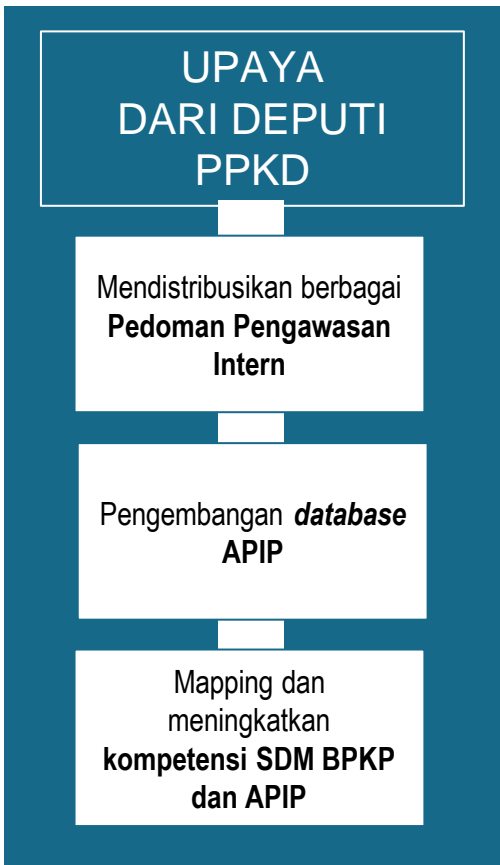 UPAYA
DARI DEPUTI
PPKD
Mendistribusikan berbagai
Pedoman Pengawasan
Intern
Pengembangan database
APIP
Mapping dan
meningkatkan
kompetensi SDM BPKP
dan APIP